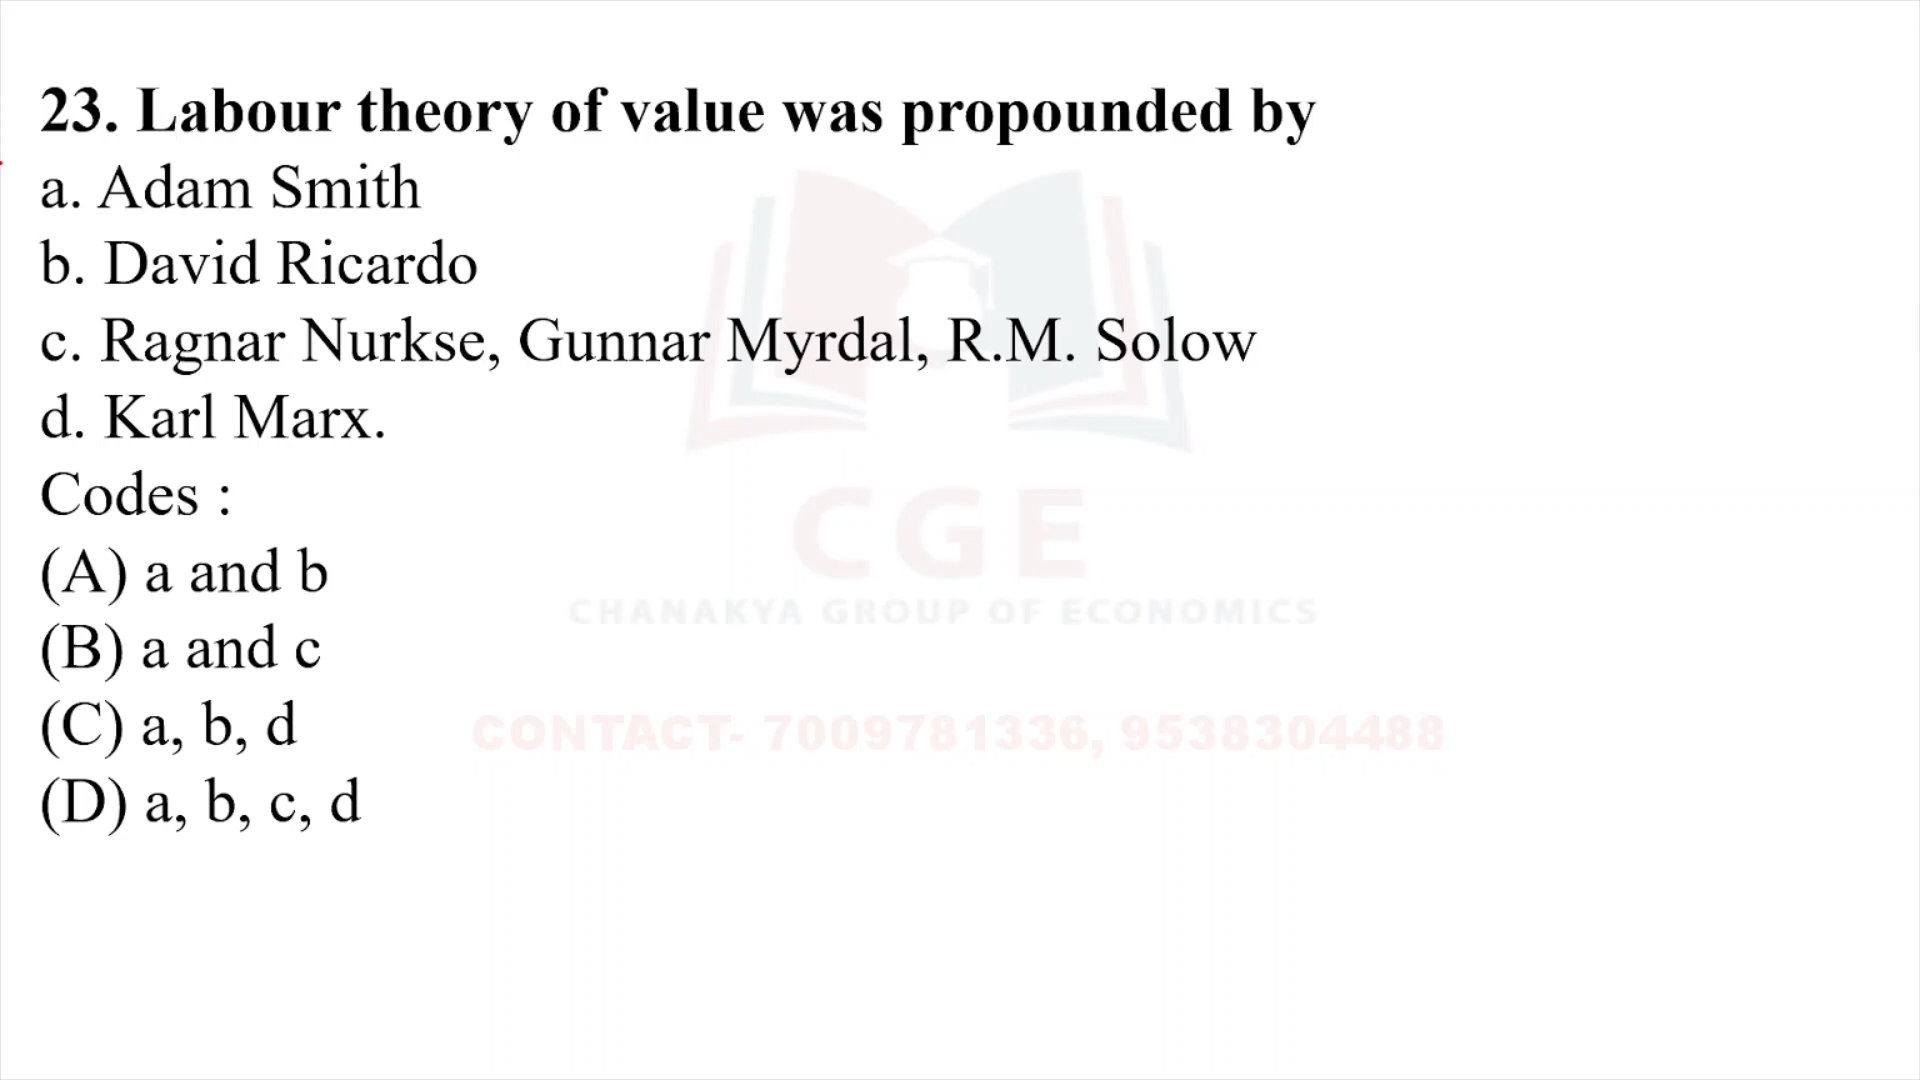 23. Labour theory of value was propounded by
a. Adam Smith
b. David Ricardo
c. Ragnar Nurkse, Gunnar Myrdal, R.M. Solow
d. Karl Marx.
Codes :
(A) a and b
(B) a and c
(C) a, b, d
(D) a, b, c, d
CGE
CHANAKYA GROUP OF ECONOMICS
CONTACT- 7009781336, 9538304488